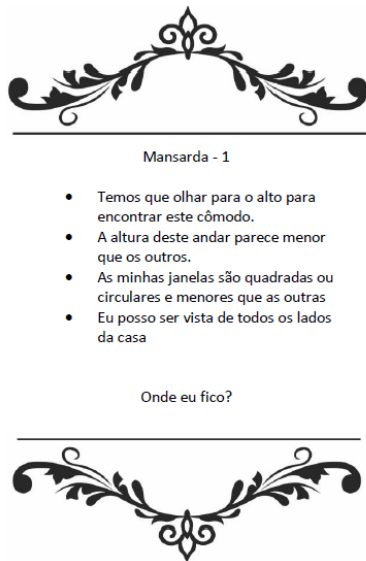 Mansarda - 1
• Temos que olhar para o alto para
encontrar este cômodo.
• A altura deste andar parece menor
que os outros.
• As minhas janelas são quadradas ou
circulares e menores que as outras
• Eu posso ser vista de todos os lados
da casa
Onde eu fico?